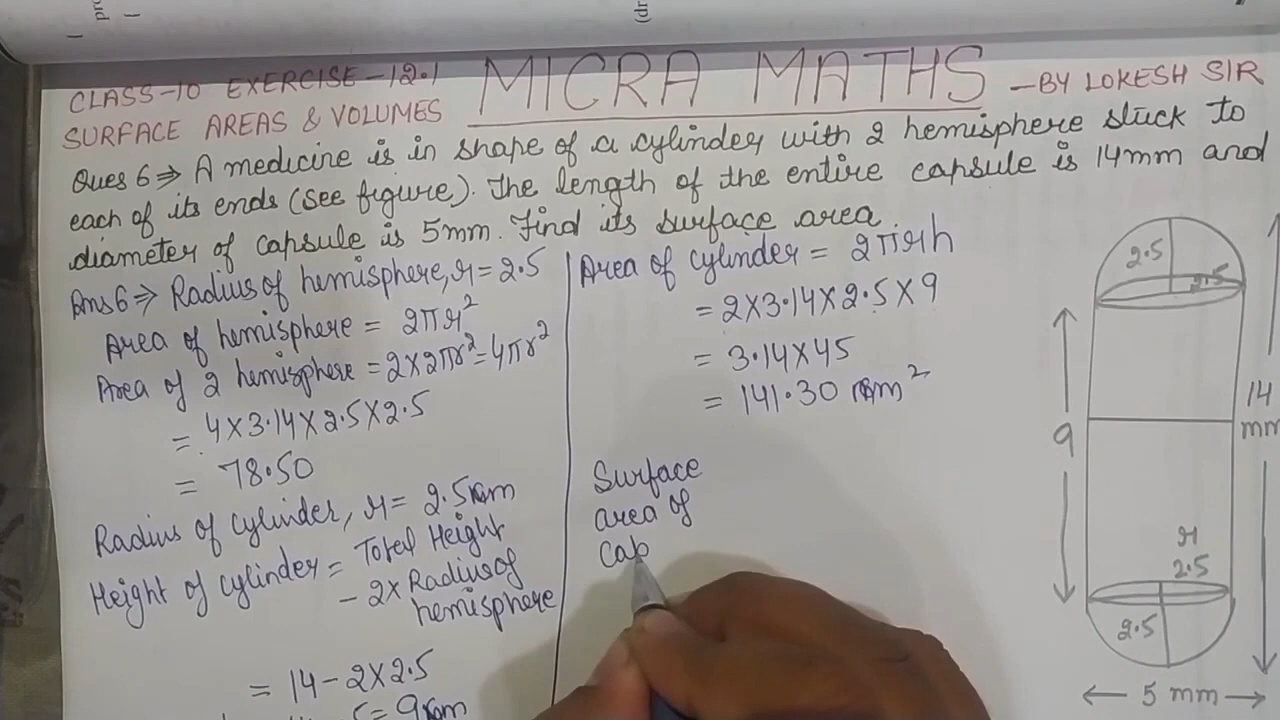 CLASS-10 EXERCISE-12.1
SURFACE AREAS & VOLUMES
MICRA MATHS
-BY LOKESH SIR
Ques 6⇒ A medicine is in shape of a cylinder with 2 hemisphere stuck to
each of its ends (see figure). The length of the entire capsule is 14mm and
diameter of capsule is 5mm. Find its surface area
Ans6⇒ Radius of hemisphere, r = 2.5
Area of hemisphere = 2πr²
Area of 2 hemisphere = 2×2πr² = 4πr²
= 4×3.14×2.5×2.5
= 78.50
Radius of cylinder, r = 2.5mm
Height of cylinder = Total Height
- 2× Radius of
hemisphere
= 14-2×2.5
5 = 9mm
Area of cylinder = 2πrh
= 2×3.14×2.5×9
= 3.14×45
= 141.30 mm²
Surface
area of
Cap
2.5
2.5
9
14
mm
r
2.5
2.5
5 mm